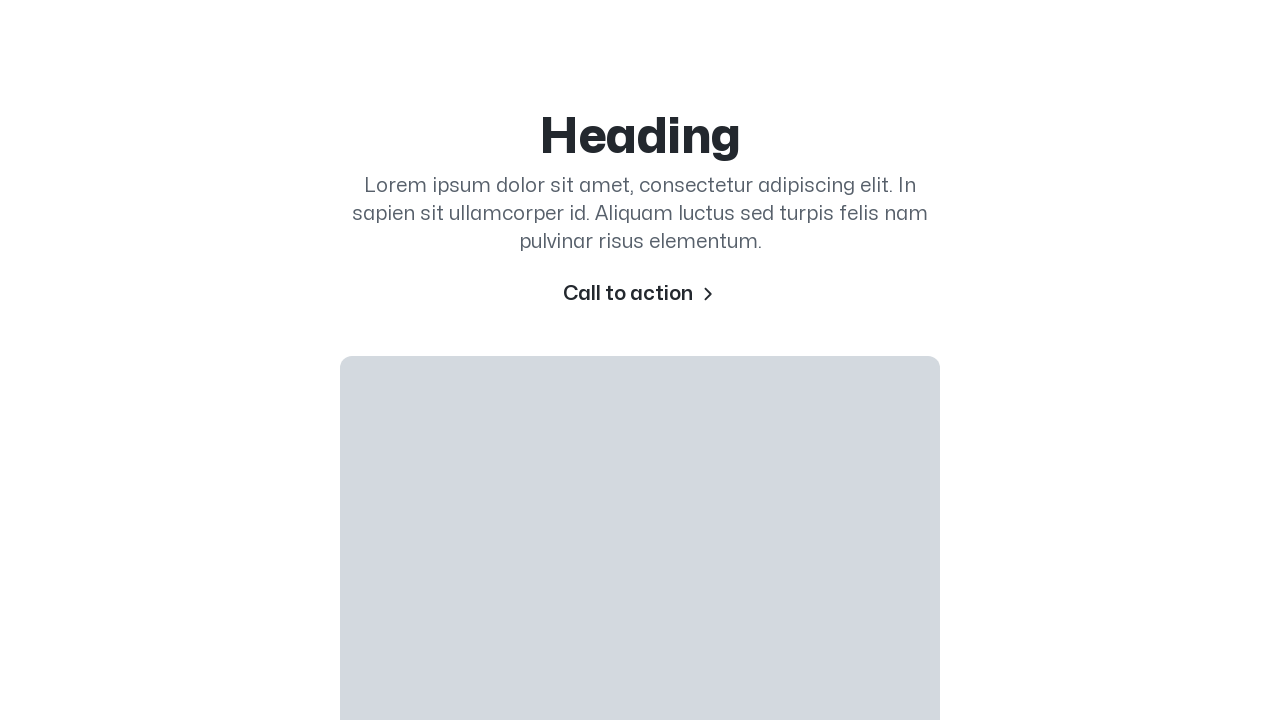 Heading
Lorem ipsum dolor sit amet, consectetur adipiscing elit. In
sapien sit ullamcorper id. Aliquam luctus sed turpis felis nam
pulvinar risus elementum.
Call to action